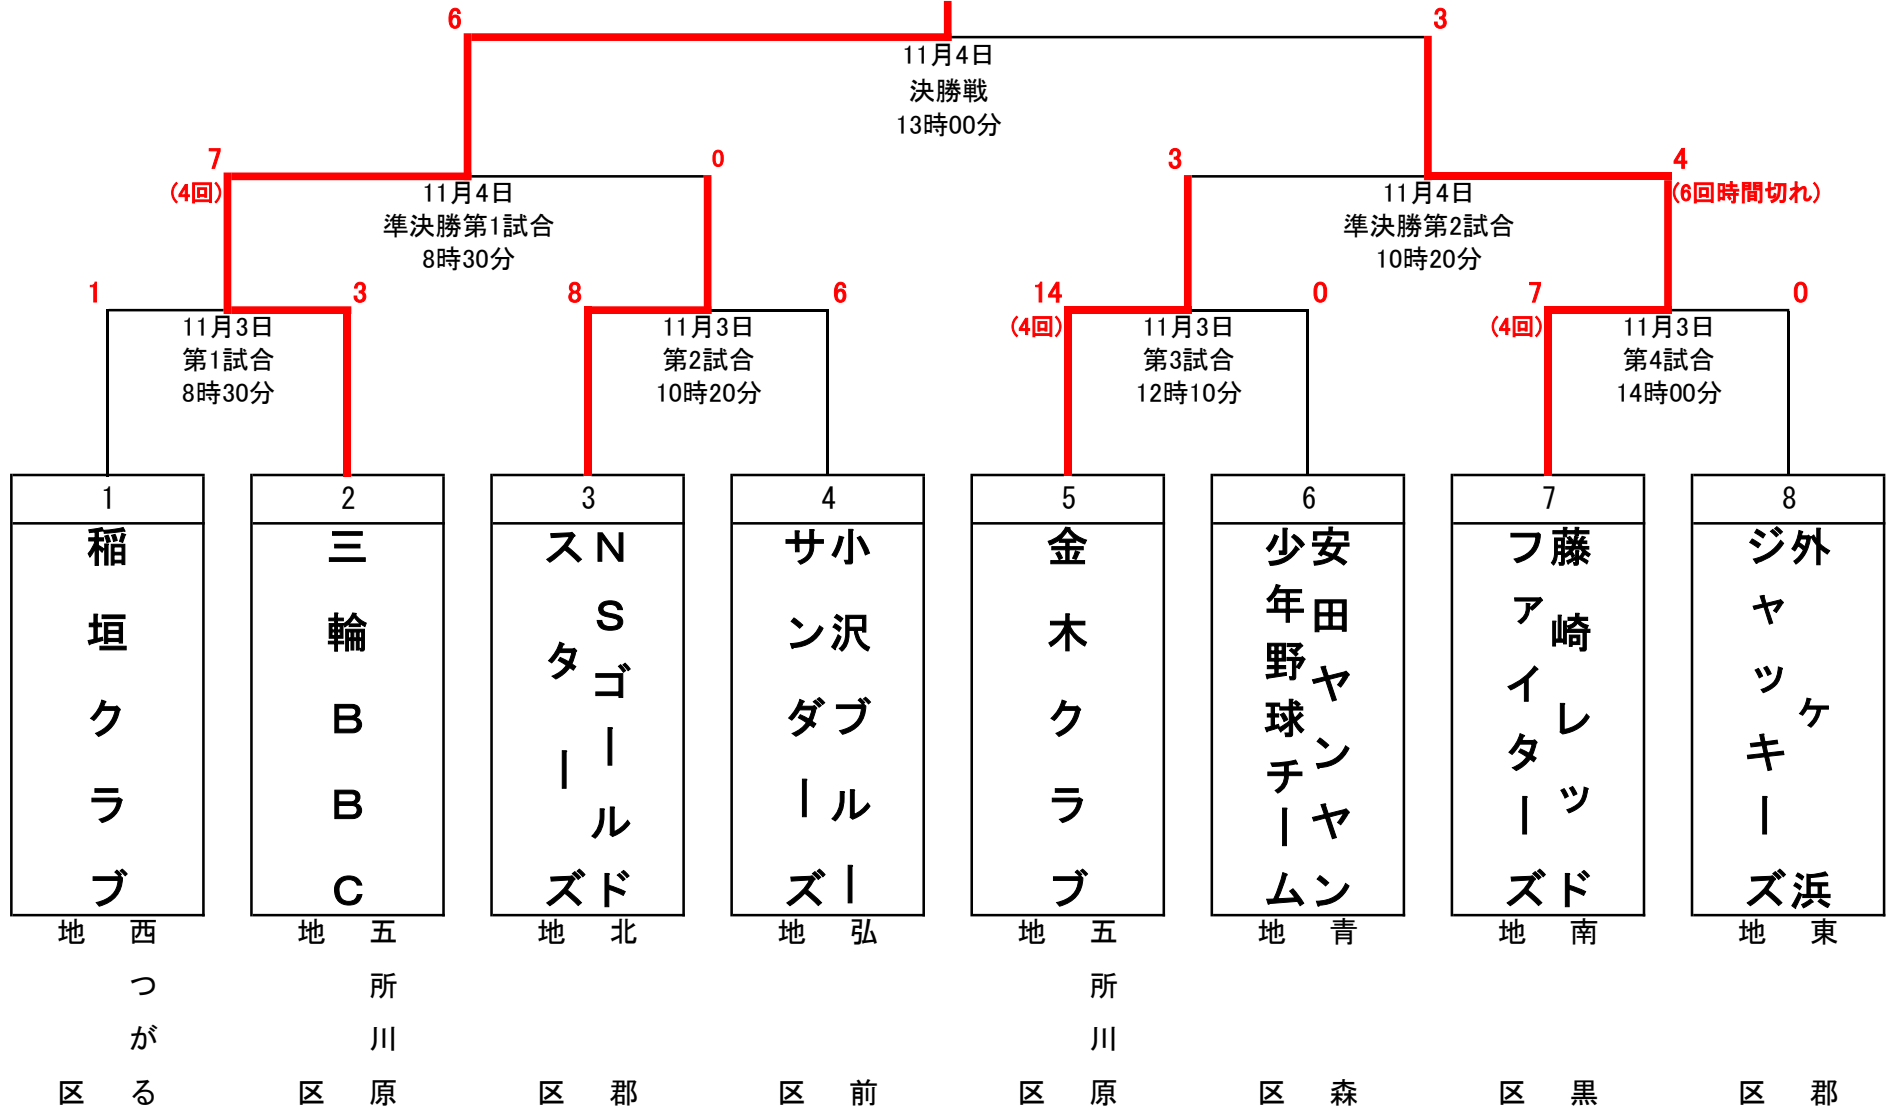 6
3
11月4日
決勝戦
13時00分
7
(4回)
0
3
4
(6回時間切れ)
11月4日
準決勝第1試合
8時30分
11月4日
準決勝第2試合
10時20分
1
3
8
6
14
(4回)
0
7
(4回)
0
11月3日
第1試合
8時30分
11月3日
第2試合
10時20分
11月3日
第3試合
12時10分
11月3日
第4試合
14時00分
1
稲垣クラブ
西つがる
地区
2
三輪BBC
五所川原
地区
3
NSゴールド
スターズ
北郡
地区
4
小沢ブルー
サンダーズ
弘前
地区
5
金木クラブ
五所川原
地区
6
安田ヤンヤン
少年野球チーム
青森
地区
7
藤崎レッド
ファイターズ
南黒
地区
8
外ケ浜
ジャッキーズ
東郡
地区